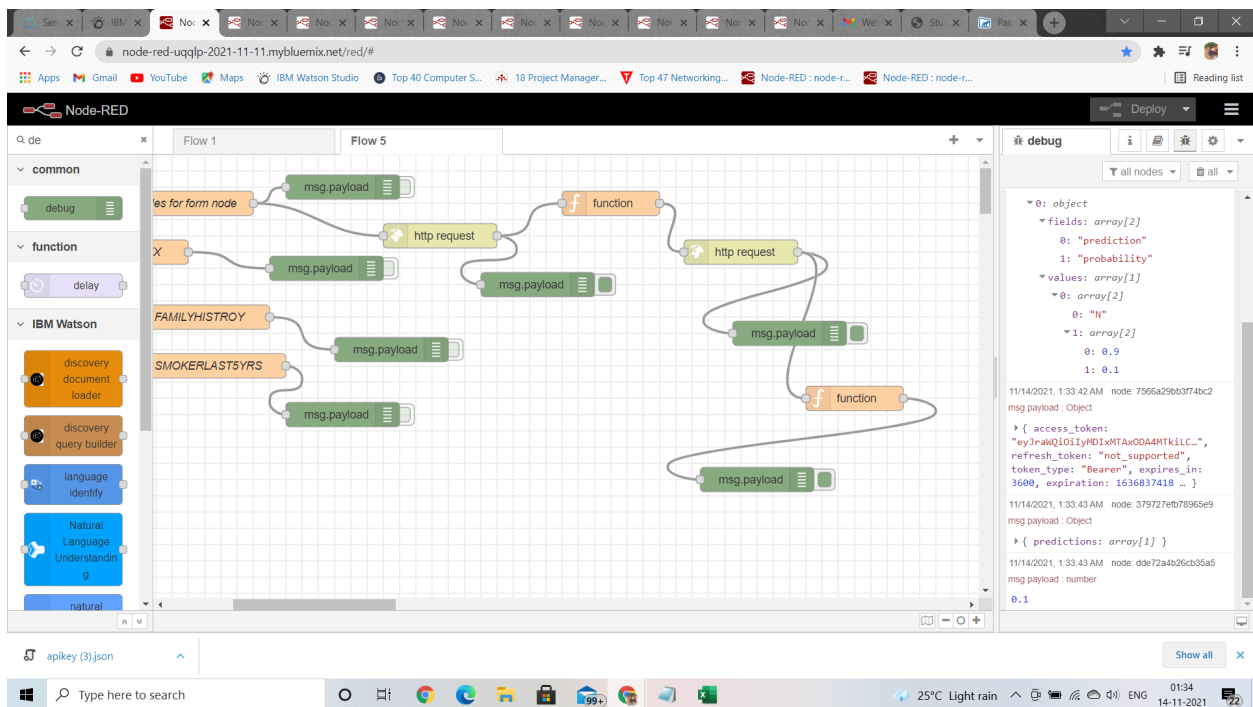 Serv
IBM
Noc
Noc
Noc
Noc
Noc
Noc
Noc
Noc
Noc
Noc
We
Stu
Pas
node-red-uqqlp-2021-11-11.mybluemix.net/red/#
Apps Gmail YouTube Maps IBM Watson Studio Top 40 Computer S... 18 Project Manager... Top 47 Networking... Node-RED : node-r... Node-RED : node-r... Reading list
Node-RED
Deploy
de
Flow 1
Flow 5
debug
all nodes
all
common
debug
function
delay
IBM Watson
discovery
document
loader
discovery
query builder
language
identify
Natural
Language
Understandin
g
natural
es for form node
msg.payload
http request
function
X
msg.payload
msg.payload
http request
FAMILYHISTROY
msg.payload
msg.payload
SMOKERLAST5YRS
msg.payload
function
msg.payload
0: object
fields: array[2]
0: "prediction"
1: "probability"
values: array[1]
0: array[2]
0: "N"
1: array[2]
0: 0.9
1: 0.1
11/14/2021, 1:33:42 AM node: 7566a29bb3f74bc2
msg.payload : Object
{ access_token:
"eyJraWQiOiIyMDIxMTAxODA4MTkiLC…",
refresh_token: "not_supported",
token_type: "Bearer", expires_in:
3600, expiration: 1636837418 … }
11/14/2021, 1:33:43 AM node: 379727efb78965e9
msg.payload : Object
{ predictions: array[1] }
11/14/2021, 1:33:43 AM node: dde72a4b26cb35a5
msg.payload : number
0.1
apikey (3).json
Show all
Type here to search
99+
25°C Light rain
ENG
01:34
14-11-2021
22